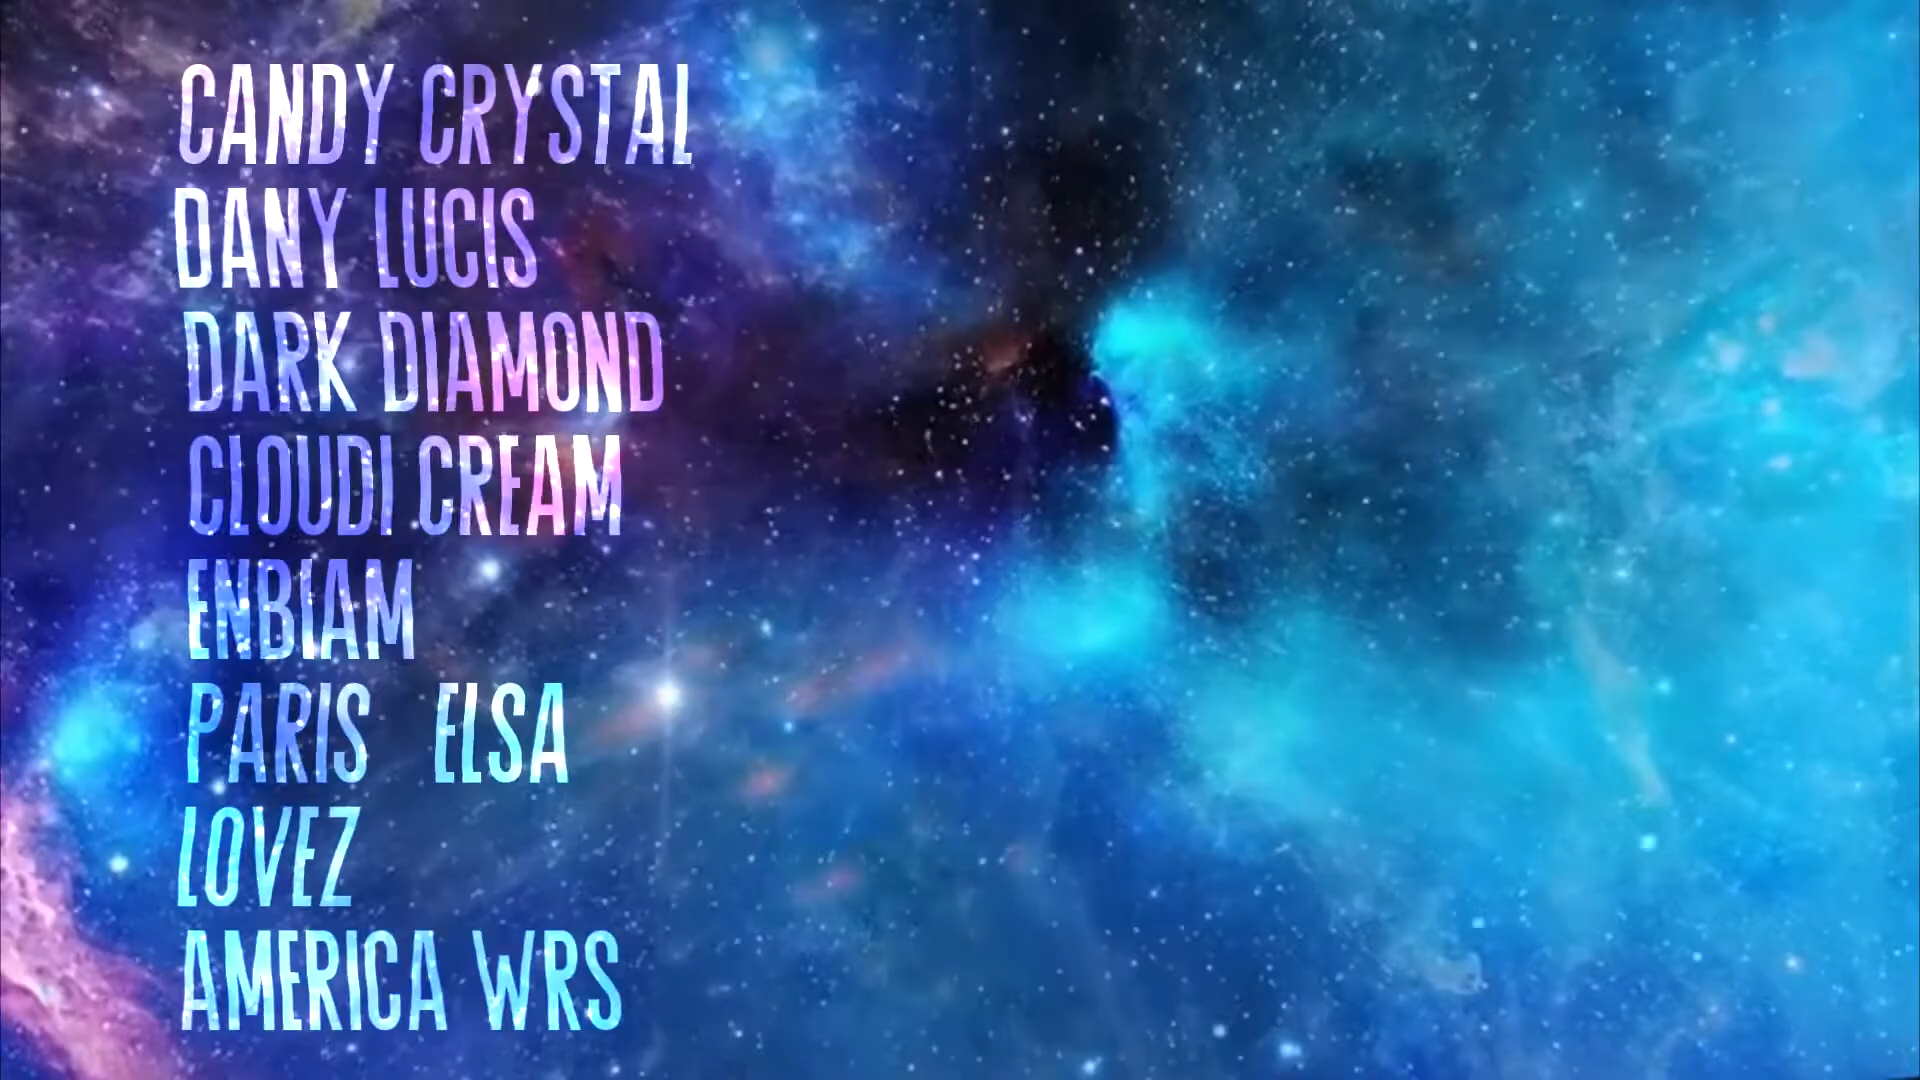 CANDY CRYSTAL
DANY LUCIS
DARK DIAMOND
CLOUDI CREAM
ENBIAM
PARIS ELSA
LOVEZ
AMERICA WRS